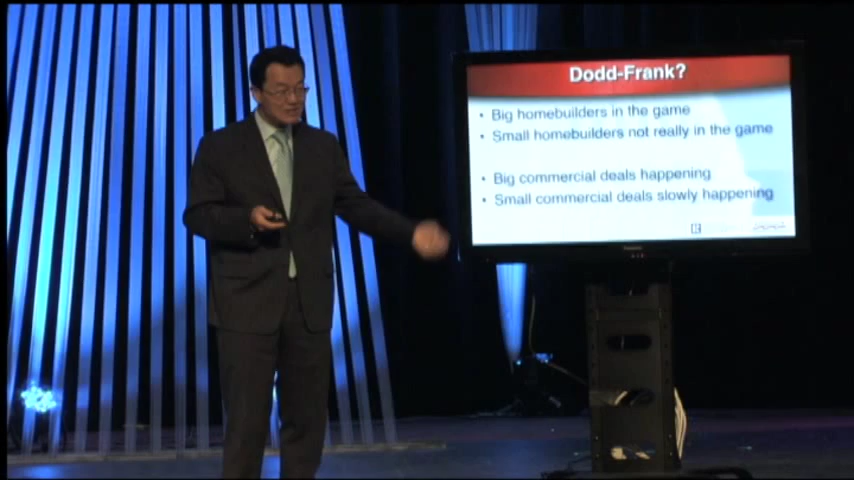 Dodd-Frank?
• Big homebuilders in the game
• Small homebuilders not really in the game
• Big commercial deals happening
• Small commercial deals slowly happening
Panasonic